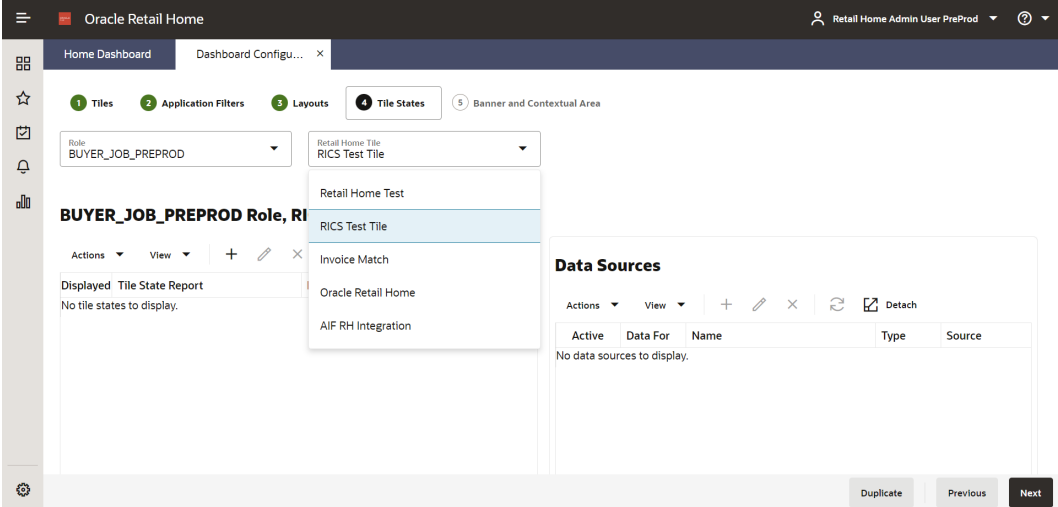 Oracle Retail Home
Retail Home Admin User PreProd
Home Dashboard
Dashboard Configu... ×
1 Tiles
2 Application Filters
3 Layouts
4 Tile States
5 Banner and Contextual Area
Role
BUYER_JOB_PREPROD
Retail Home Tile
RICS Test Tile
Retail Home Test
RICS Test Tile
Invoice Match
Oracle Retail Home
AIF RH Integration
BUYER_JOB_PREPROD Role, RI
Actions View
Displayed Tile State Report
No tile states to display.
Data Sources
Actions View Detach
Active Data For Name Type Source
No data sources to display.
Duplicate Previous Next